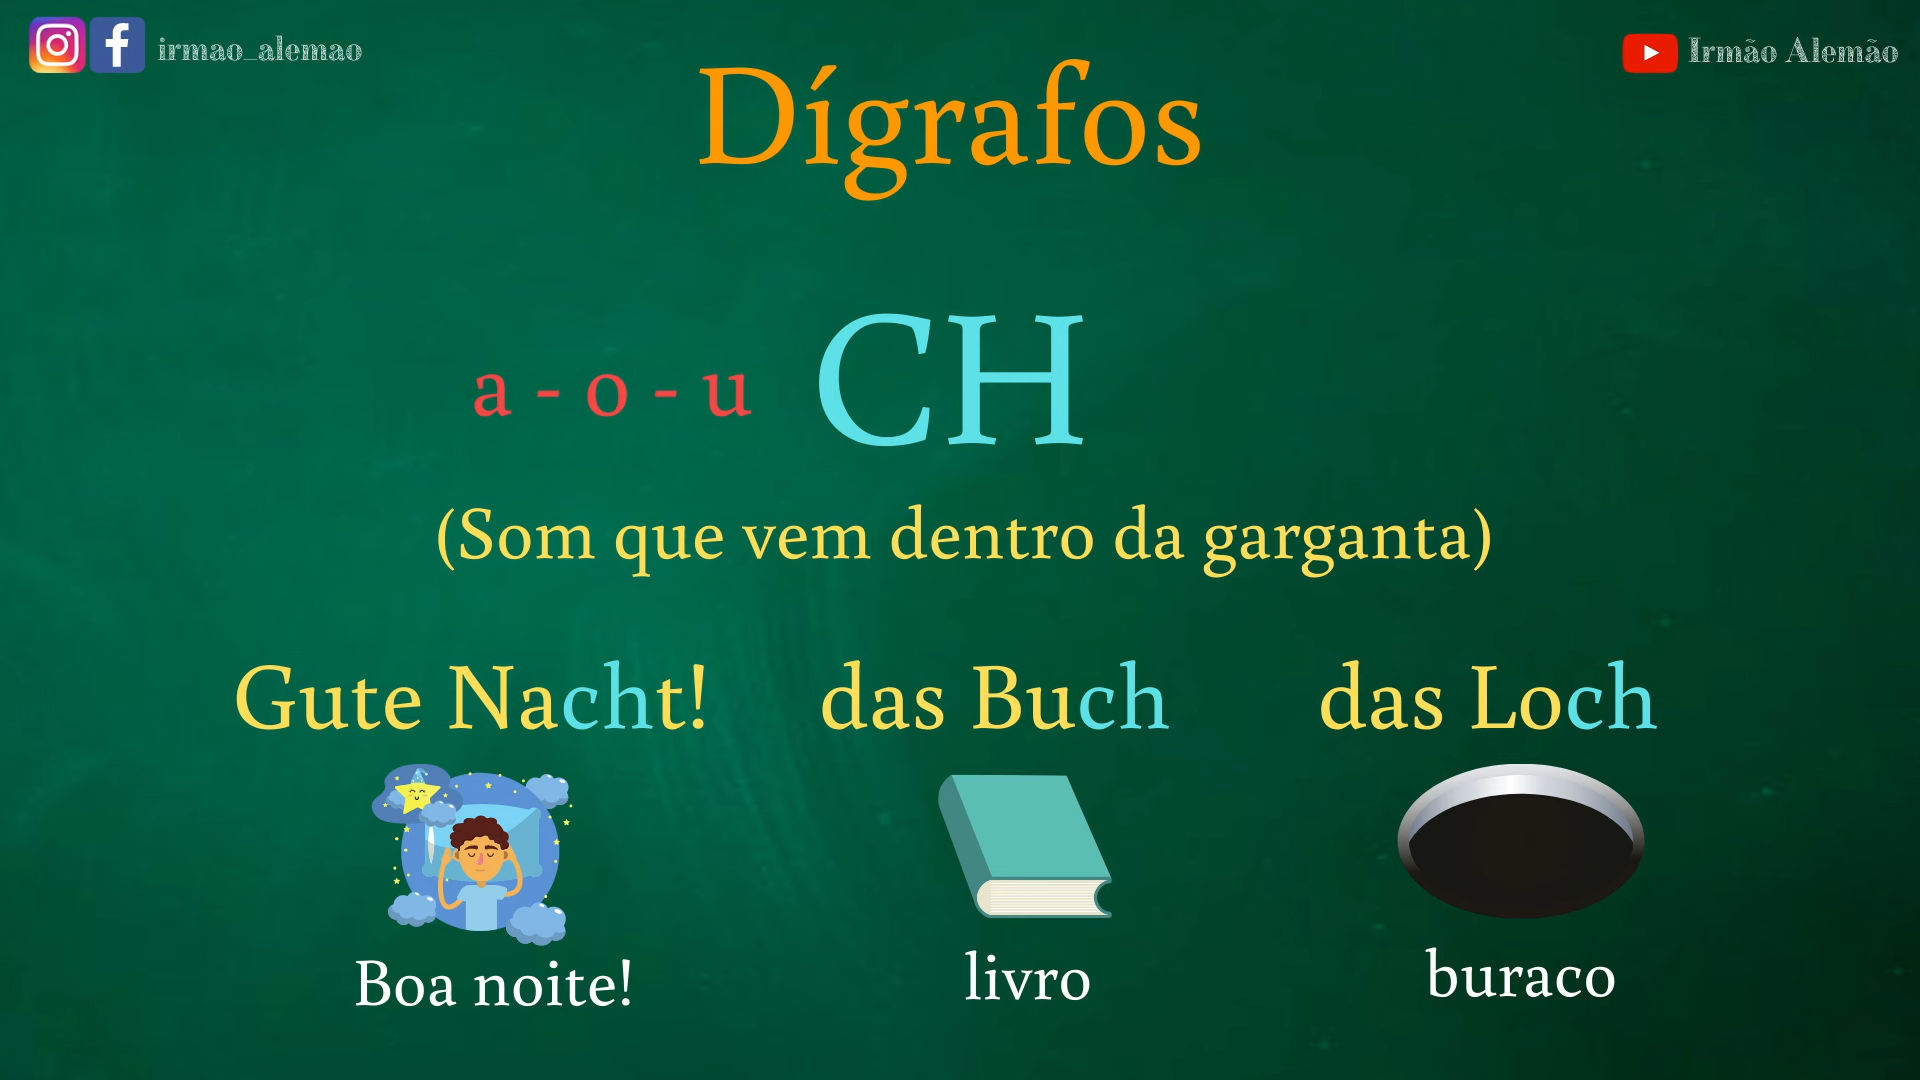 irmao_alemao
Irmão Alemão
Dígrafos
a - o - u CH
(Som que vem dentro da garganta)
Gute Nacht! das Buch das Loch
Boa noite! livro buraco